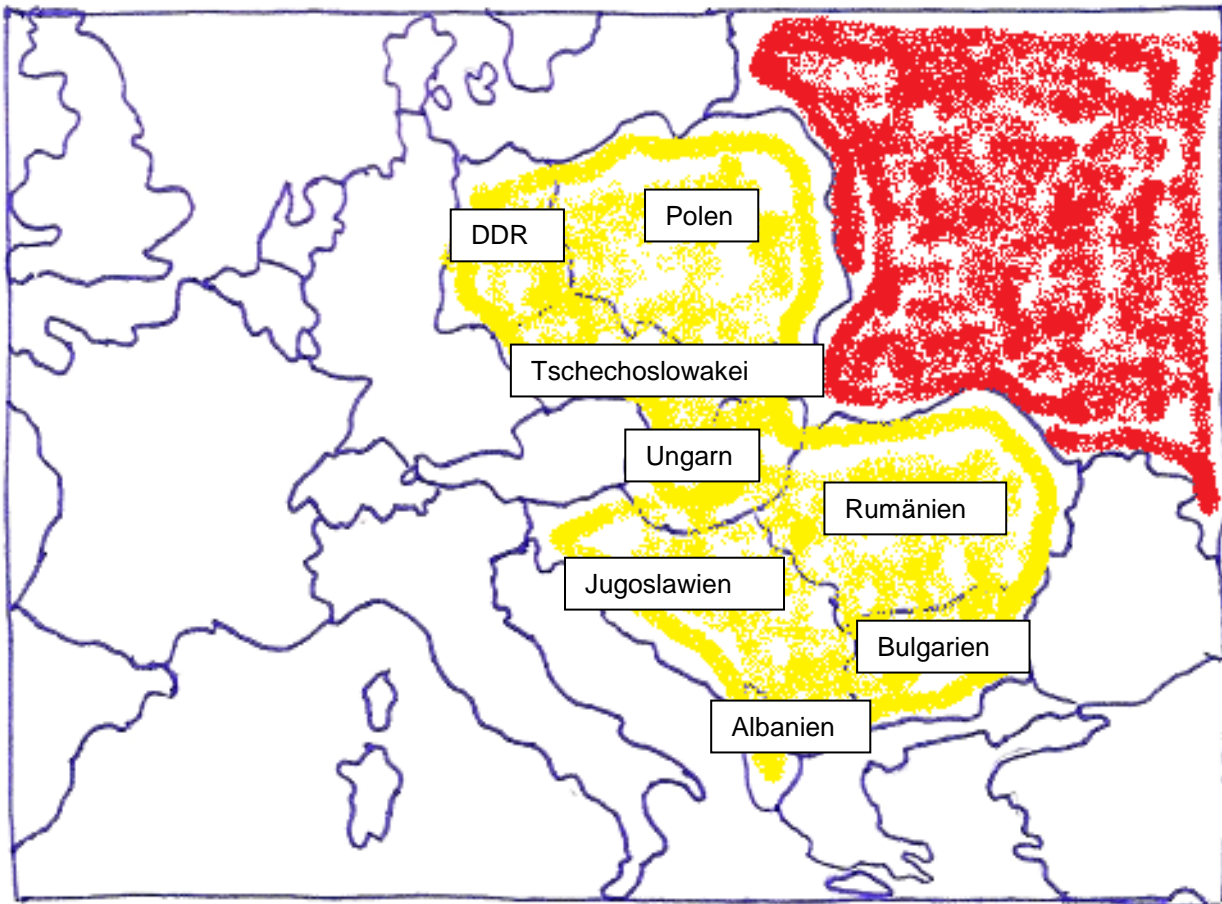 Polen
DDR
Tschechoslowakei
Ungarn
Rumänien
Jugoslawien
Bulgarien
Albanien